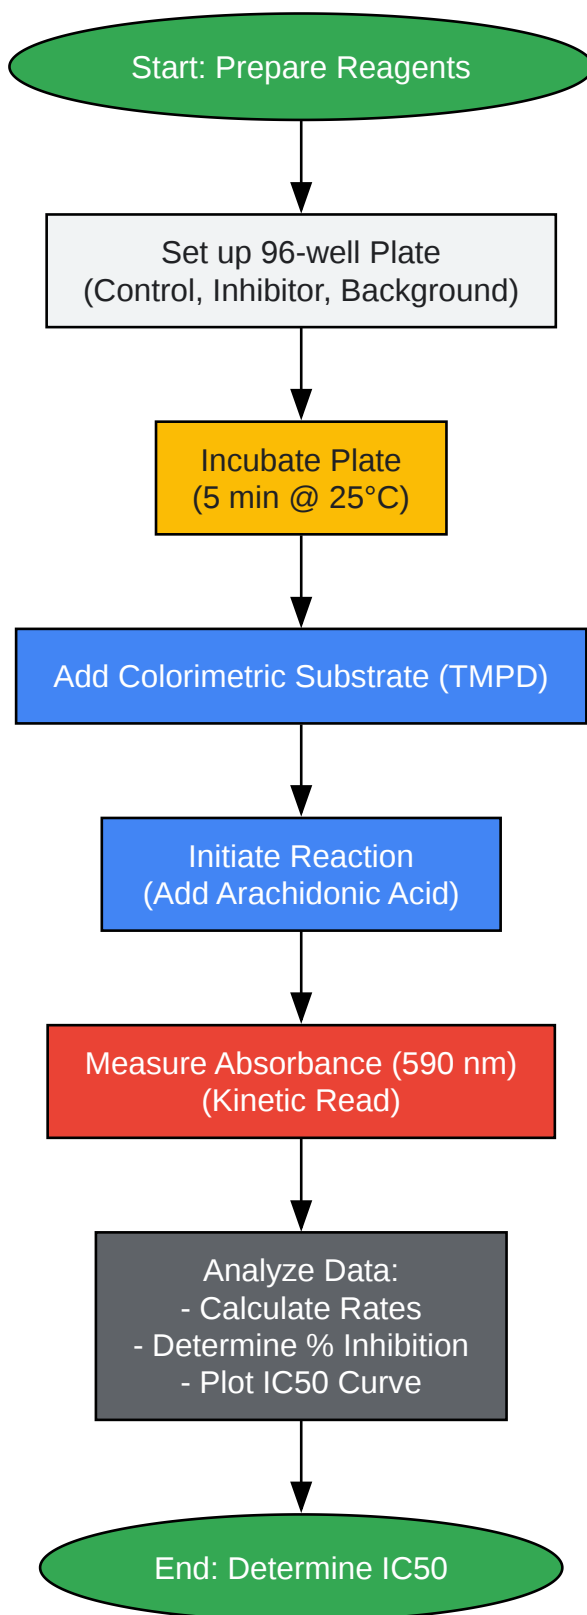 Start: Prepare Reagents
Set up 96-well Plate
(Control, Inhibitor, Background)
Incubate Plate
(5 min @ 25°C)
Add Colorimetric Substrate (TMPD)
Initiate Reaction
(Add Arachidonic Acid)
Measure Absorbance (590 nm)
(Kinetic Read)
Analyze Data:
- Calculate Rates
- Determine % Inhibition
- Plot IC50 Curve
End: Determine IC50